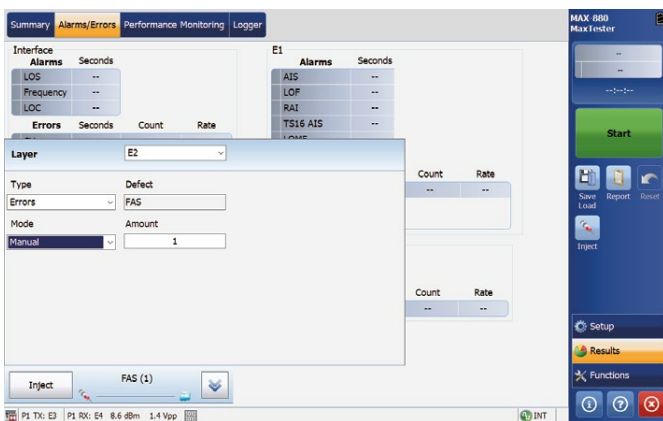 Summary Alarms/Errors Performance Monitoring Logger
Interface
Alarms Seconds
LOS --
Frequency --
LOC --
Errors Seconds Count Rate
E1
Alarms Seconds
AIS --
LOF --
RAI --
TS16 AIS --
Count Rate
-- --
Count Rate
-- --
Layer E2
Type Defect
Errors FAS
Mode Amount
Manual 1
Inject FAS (1)
P1 TX: E3 P1 RX: E4 8.6 dBm 1.4 Vpp
INT
MAX-880
MaxTester
--
--
--:--:--
Start
Save Load Report Reset
Inject
Setup
Results
Functions